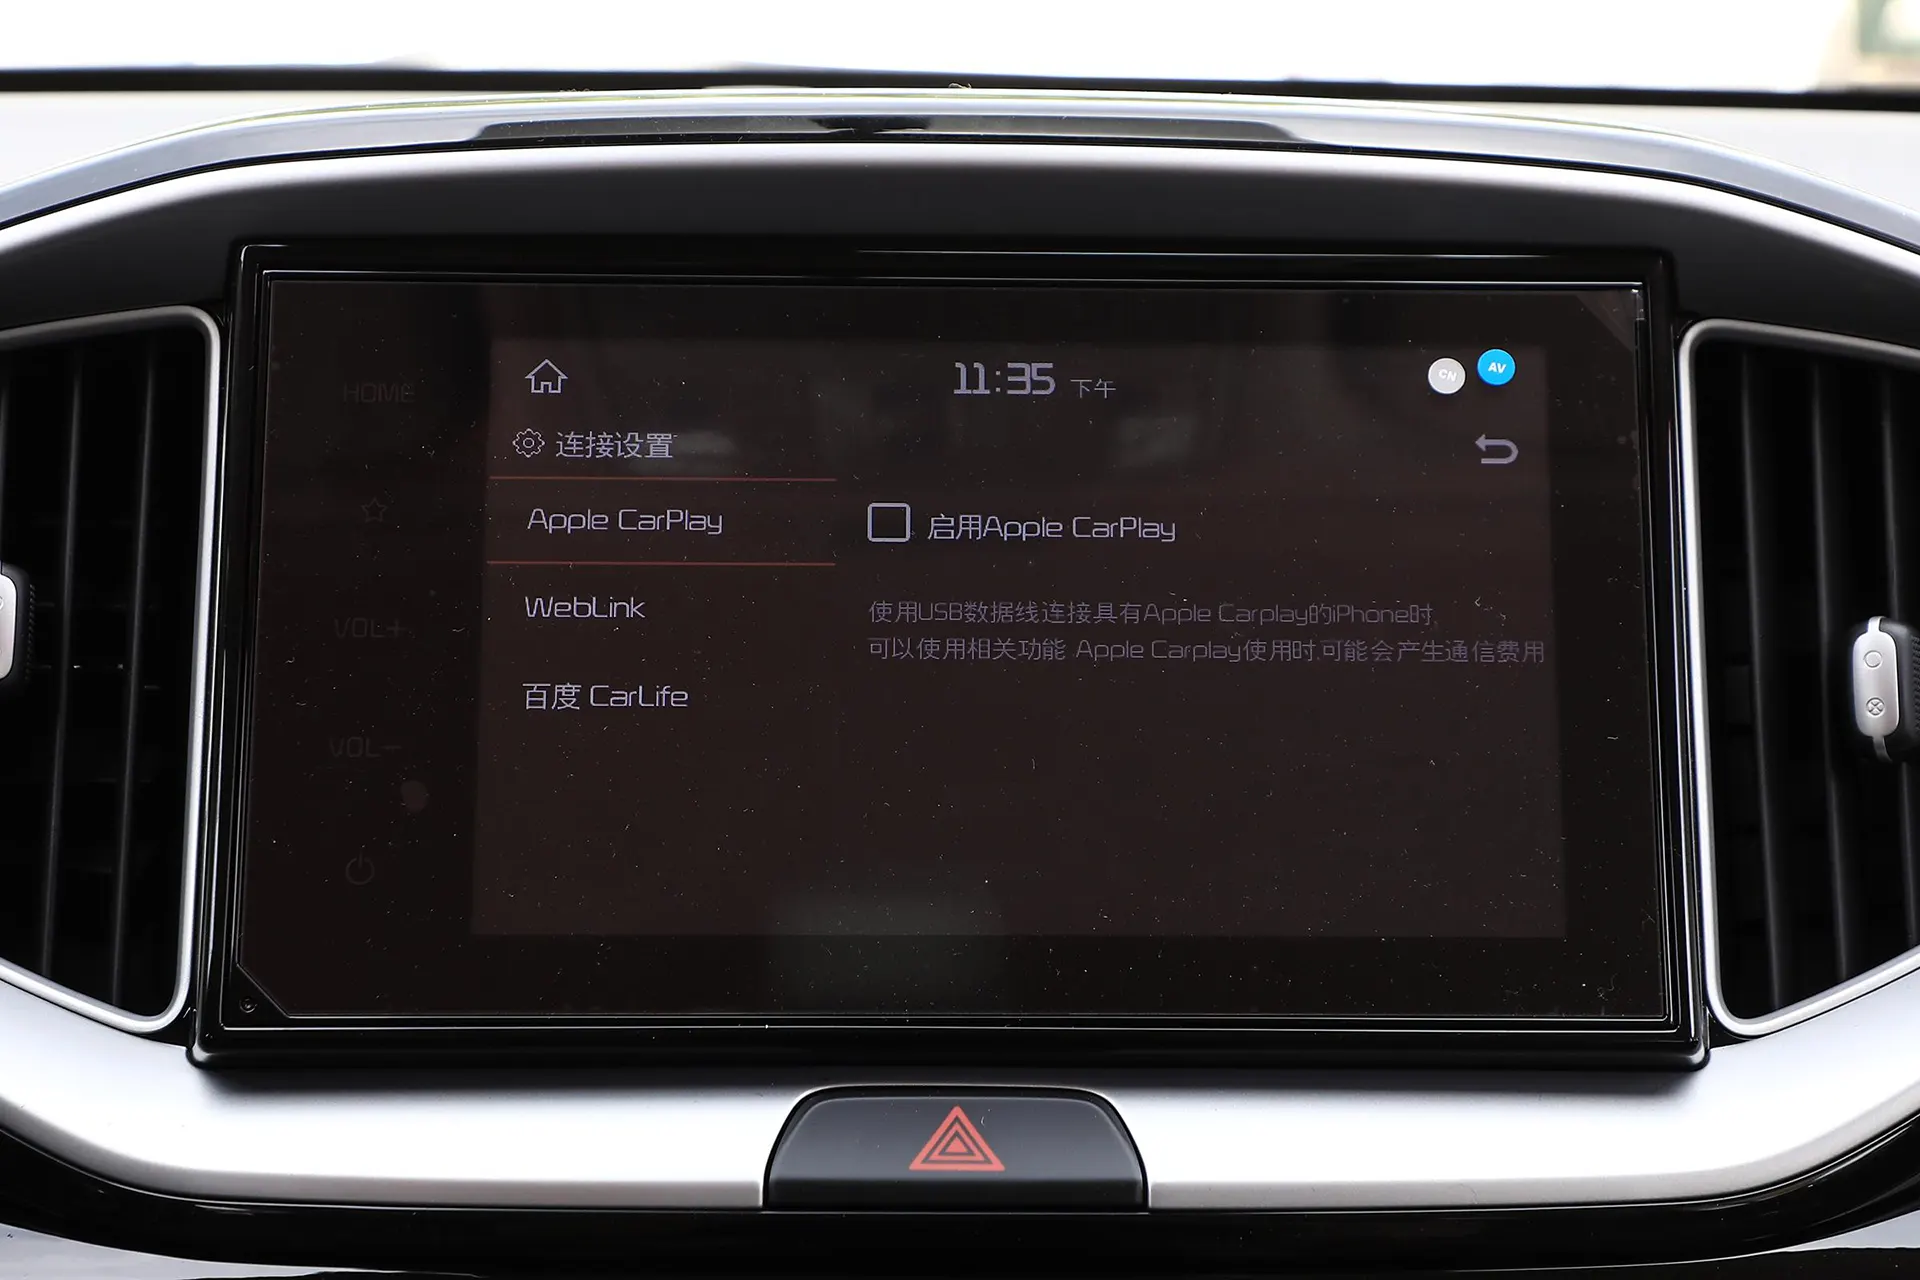 HOME
11:35 下午
CN
AV
连接设置
Apple CarPlay
启用Apple CarPlay
WebLink
使用USB数据线连接具有Apple Carplay的iPhone时,
可以使用相关功能 Apple Carplay使用时,可能会产生通信费用
VOL+
百度 CarLife
VOL-